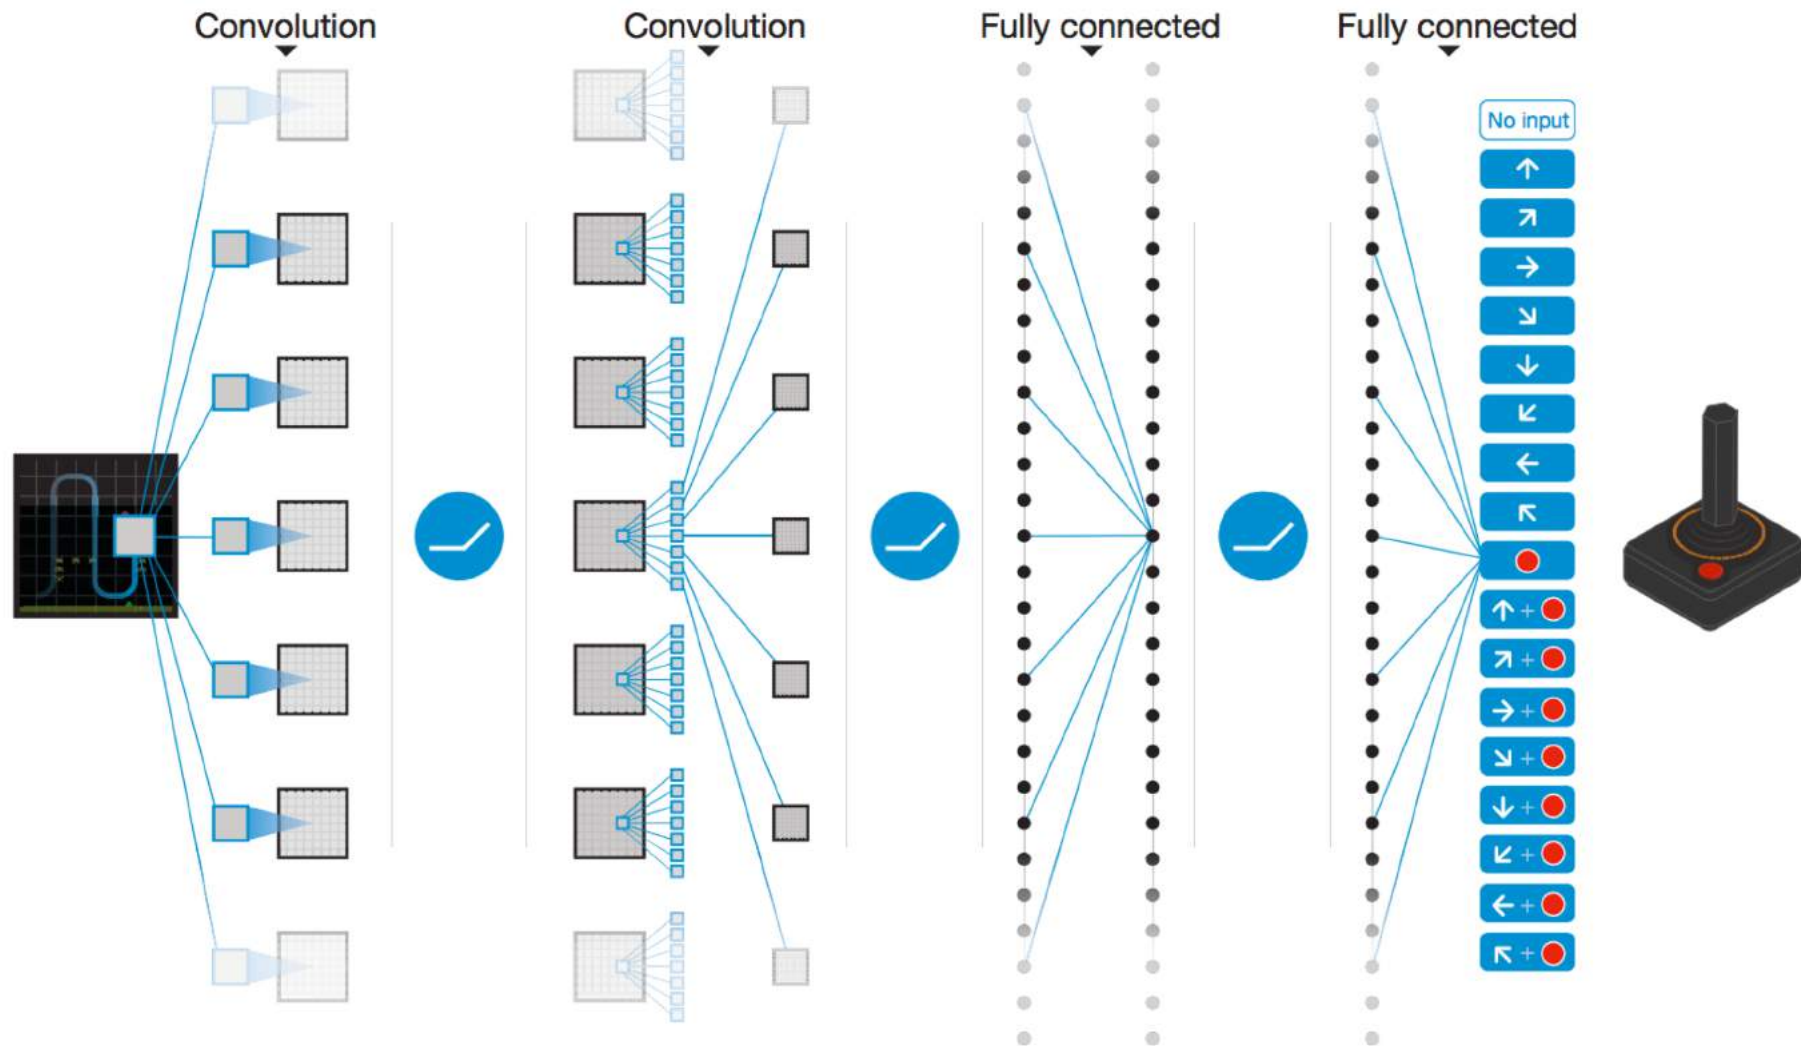 Convolution
Convolution
Fully connected
Fully connected
No input
+
+
+
+
+
+
+
+